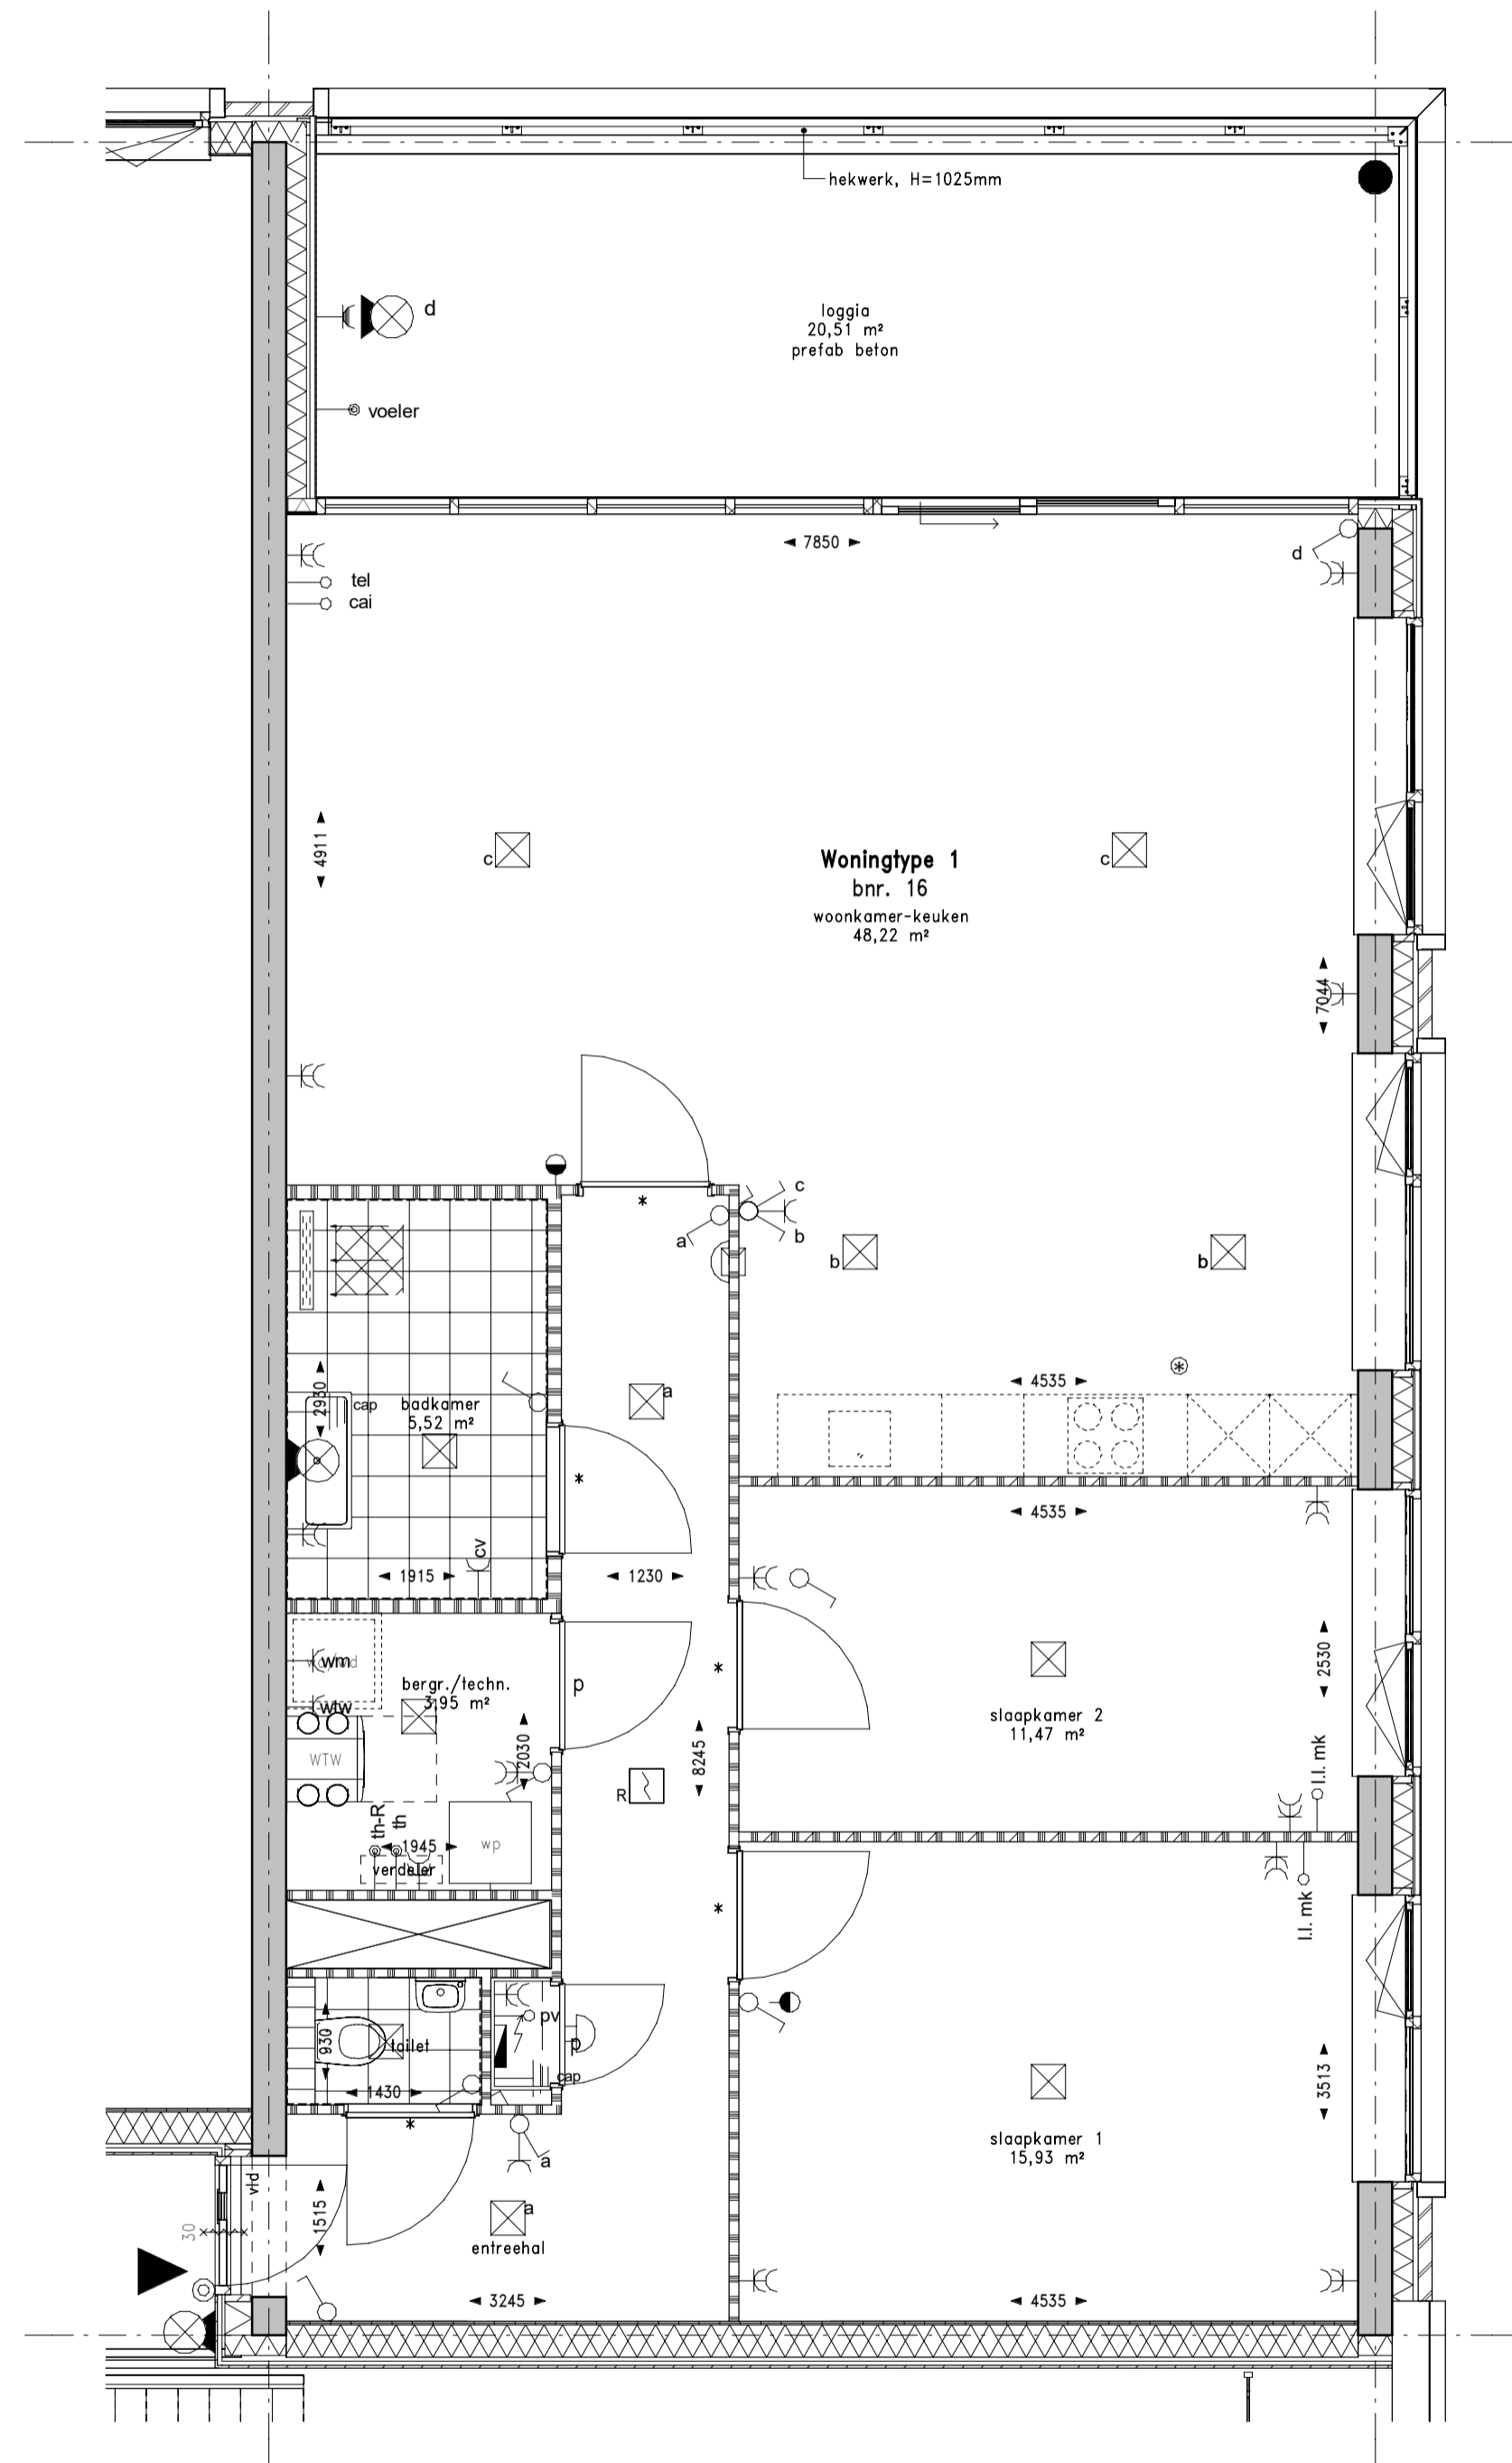 hekwerk, H=1025mm
d
loggia
20,51 m²
prefab beton
voeler
7850
d
tel
cai
4911
c
c
Woningtype 1
bnr. 16
woonkamer-keuken
48,22 m²
7044
*
c
a
b
b
b
*
a
4535
2930
cap
badkamer
5,52 m²
*
4535
cv
1915
1230
wm
bergr./techn.
3,95 m²
p
*
2530
wtw
slaapkamer 2
11,47 m²
WTW
2030
8245
R
l.l. mk
th-R
th
1945
wp
verdeler
*
l.l. mk
930
toilet
pv
p
cap
1430
3513
*
a
slaapkamer 1
15,93 m²
vld
30
1515
a
entreehal
3245
4535